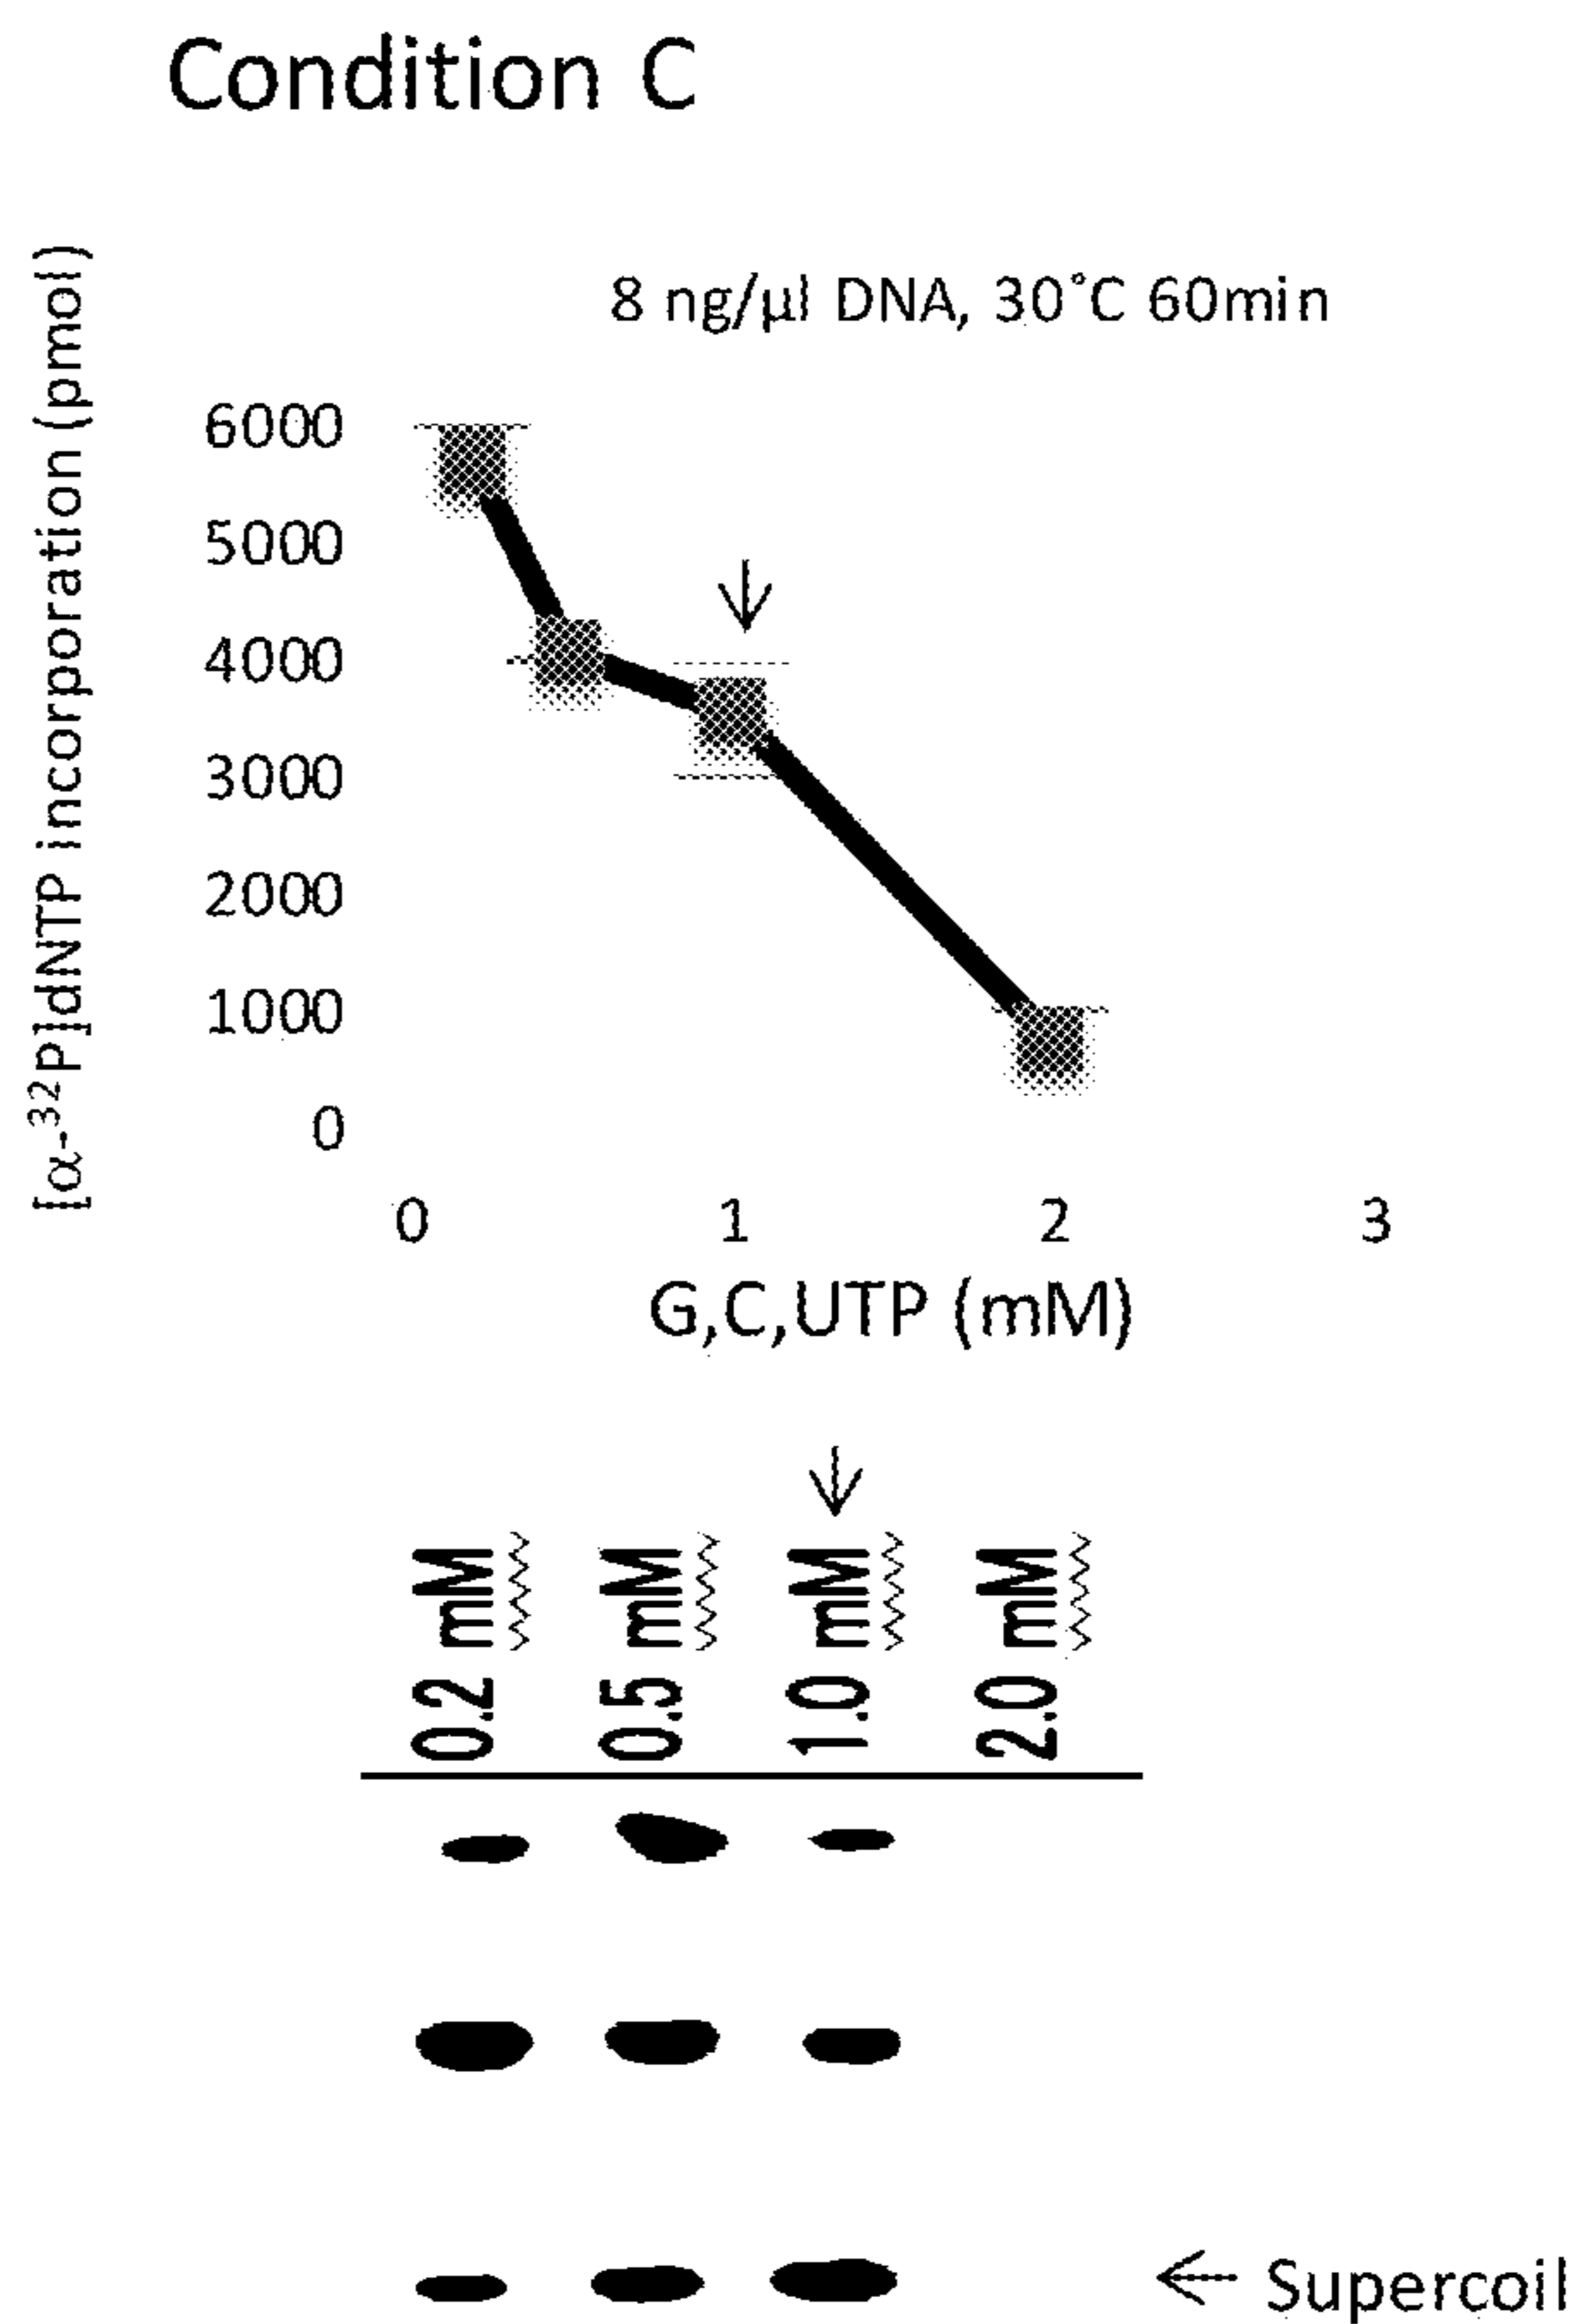 Condition C
[α-³²P]dNTP incorporation (pmol)
8 ng/µl DNA, 30˚C 60min
6000
5000
4000
3000
2000
1000
0
0 1 2 3
G,C,UTP (mM)
0.2 mM
0.5 mM
1.0 mM
2.0 mM
Supercoil